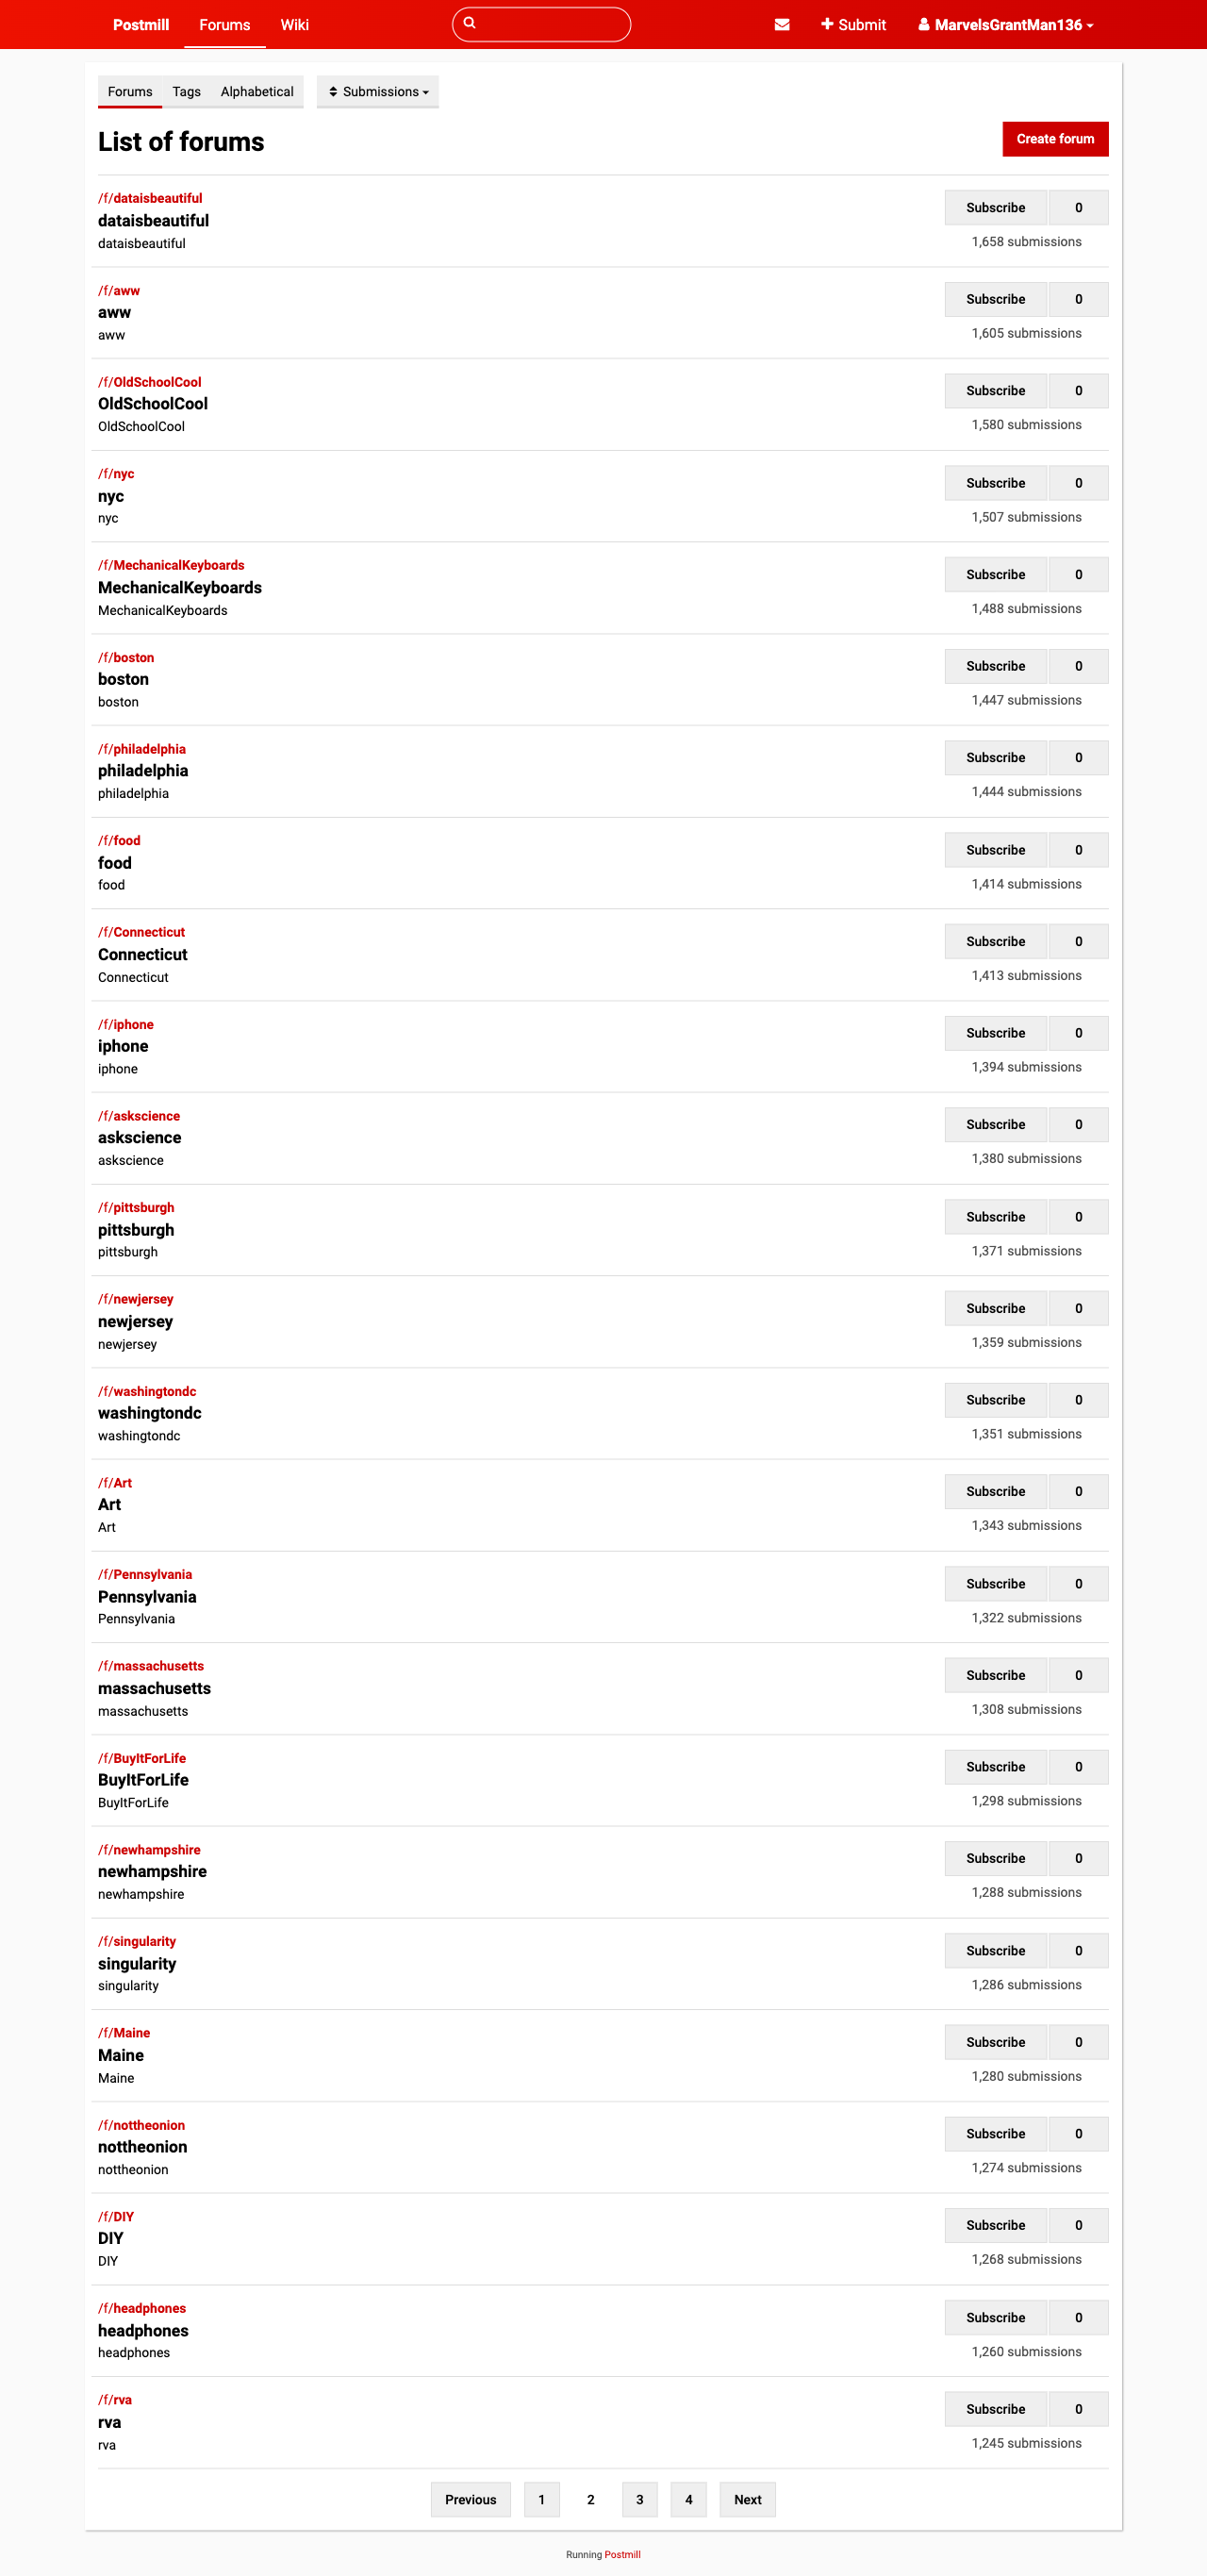 Postmill Forums Wiki Submit MarvelsGrantMan136
Forums Tags Alphabetical Submissions
List of forums Create forum
/f/dataisbeautiful
dataisbeautiful Subscribe 0
dataisbeautiful 1,658 submissions
/f/aww
aww Subscribe 0
aww 1,605 submissions
/f/OldSchoolCool
OldSchoolCool Subscribe 0
OldSchoolCool 1,580 submissions
/f/nyc
nyc Subscribe 0
nyc 1,507 submissions
/f/MechanicalKeyboards
MechanicalKeyboards Subscribe 0
MechanicalKeyboards 1,488 submissions
/f/boston
boston Subscribe 0
boston 1,447 submissions
/f/philadelphia
philadelphia Subscribe 0
philadelphia 1,444 submissions
/f/food
food Subscribe 0
food 1,414 submissions
/f/Connecticut
Connecticut Subscribe 0
Connecticut 1,413 submissions
/f/iphone
iphone Subscribe 0
iphone 1,394 submissions
/f/askscience
askscience Subscribe 0
askscience 1,380 submissions
/f/pittsburgh
pittsburgh Subscribe 0
pittsburgh 1,371 submissions
/f/newjersey
newjersey Subscribe 0
newjersey 1,359 submissions
/f/washingtondc
washingtondc Subscribe 0
washingtondc 1,351 submissions
/f/Art
Art Subscribe 0
Art 1,343 submissions
/f/Pennsylvania
Pennsylvania Subscribe 0
Pennsylvania 1,322 submissions
/f/massachusetts
massachusetts Subscribe 0
massachusetts 1,308 submissions
/f/BuyItForLife
BuyItForLife Subscribe 0
BuyItForLife 1,298 submissions
/f/newhampshire
newhampshire Subscribe 0
newhampshire 1,288 submissions
/f/singularity
singularity Subscribe 0
singularity 1,286 submissions
/f/Maine
Maine Subscribe 0
Maine 1,280 submissions
/f/nottheonion
nottheonion Subscribe 0
nottheonion 1,274 submissions
/f/DIY
DIY Subscribe 0
DIY 1,268 submissions
/f/headphones
headphones Subscribe 0
headphones 1,260 submissions
/f/rva
rva Subscribe 0
rva 1,245 submissions
Previous 1 2 3 4 Next
Running Postmill